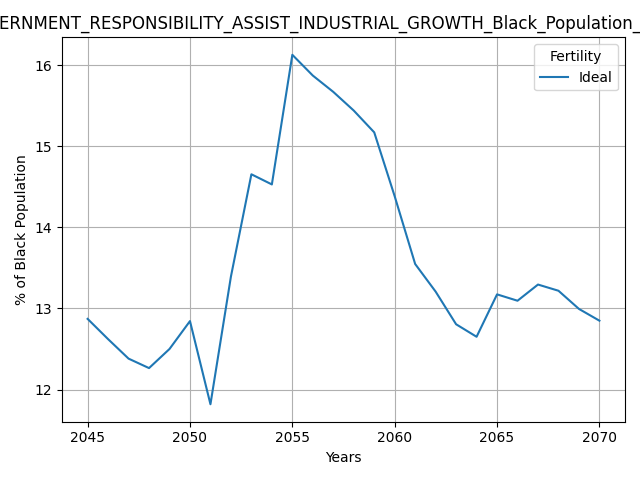 ERNMENT_RESPONSIBILITY_ASSIST_INDUSTRIAL_GROWTH_Black_Population_
Fertility
Ideal
% of Black Population
16
15
14
13
12
2045 2050 2055 2060 2065 2070
Years